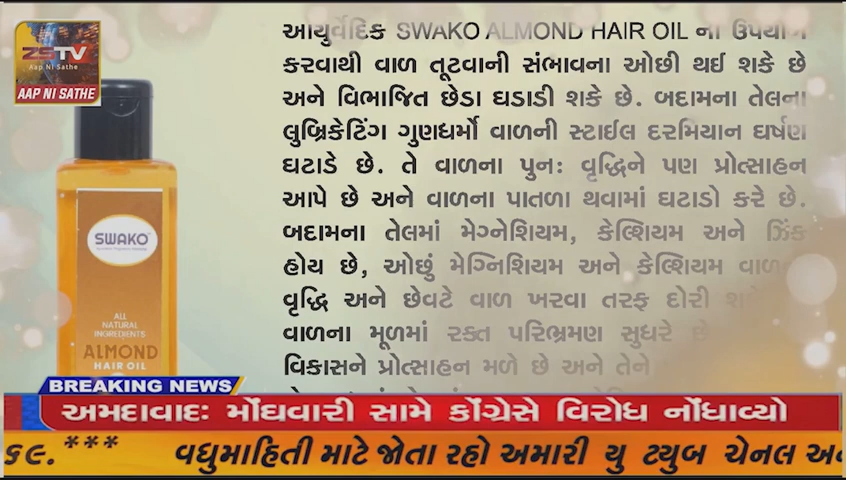 ZSTV
Aap Ni Sathe
AAP NI SATHE
આયુર્વેદિક SWAKO ALMOND HAIR OIL ના ઉપયોગ
કરવાથી વાળ તૂટવાની સંભાવના ઓછી થઈ શકે છે
અને વિભાજિત છેડા ઘડાડી શકે છે. બદામના તેલના
લુબ્રિકેટિંગ ગુણધર્મો વાળની સ્ટાઈલ દરમિયાન ઘર્ષણ
ઘટાડે છે. તે વાળના પુનઃ વૃદ્ધિને પણ પ્રોત્સાહન
આપે છે અને વાળના પાતળા થવામાં ઘટાડો કરે છે.
બદામના તેલમાં મેગ્નેશિયમ, કેલ્શિયમ અને ઝિંક
હોય છે, ઓછું મેગ્નિશિયમ અને કેલ્શિયમ વાળ
વૃદ્ધિ અને છેવટે વાળ ખરવા તરફ દોરી
વાળના મૂળમાં રક્ત પરિભ્રમણ સુધરે
વિકાસને પ્રોત્સાહન મળે છે અને તેને
SWAKO
ALL
NATURAL
INGREDIENTS
ALMOND
HAIR OIL
BREAKING NEWS
અમદાવાદઃ મોંઘવારી સામે કોંગ્રેસે વિરોધ નોંધાવ્યો
૬૯.*** વધુમાહિતી માટે જોતા રહો અમારી યુ ટ્યુબ ચેનલ